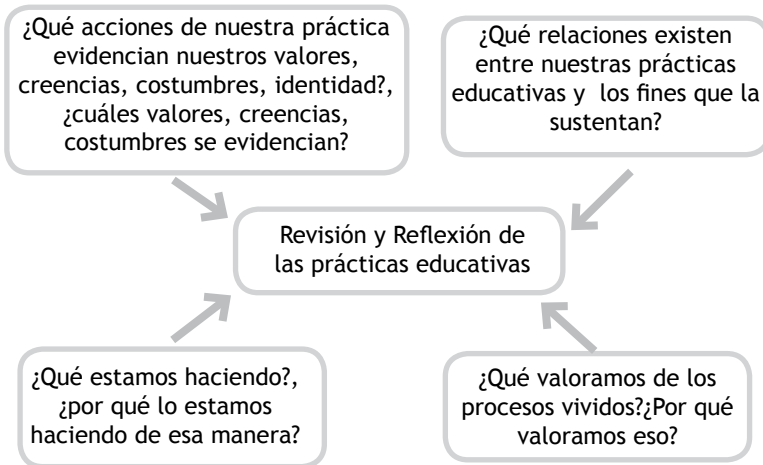 ¿Qué acciones de nuestra práctica
evidencian nuestros valores,
creencias, costumbres, identidad?,
¿cuáles valores, creencias,
costumbres se evidencian?
¿Qué relaciones existen
entre nuestras prácticas
educativas y los fines que la
sustentan?
Revisión y Reflexión de
las prácticas educativas
¿Qué estamos haciendo?,
¿por qué lo estamos
haciendo de esa manera?
¿Qué valoramos de los
procesos vividos?¿Por qué
valoramos eso?